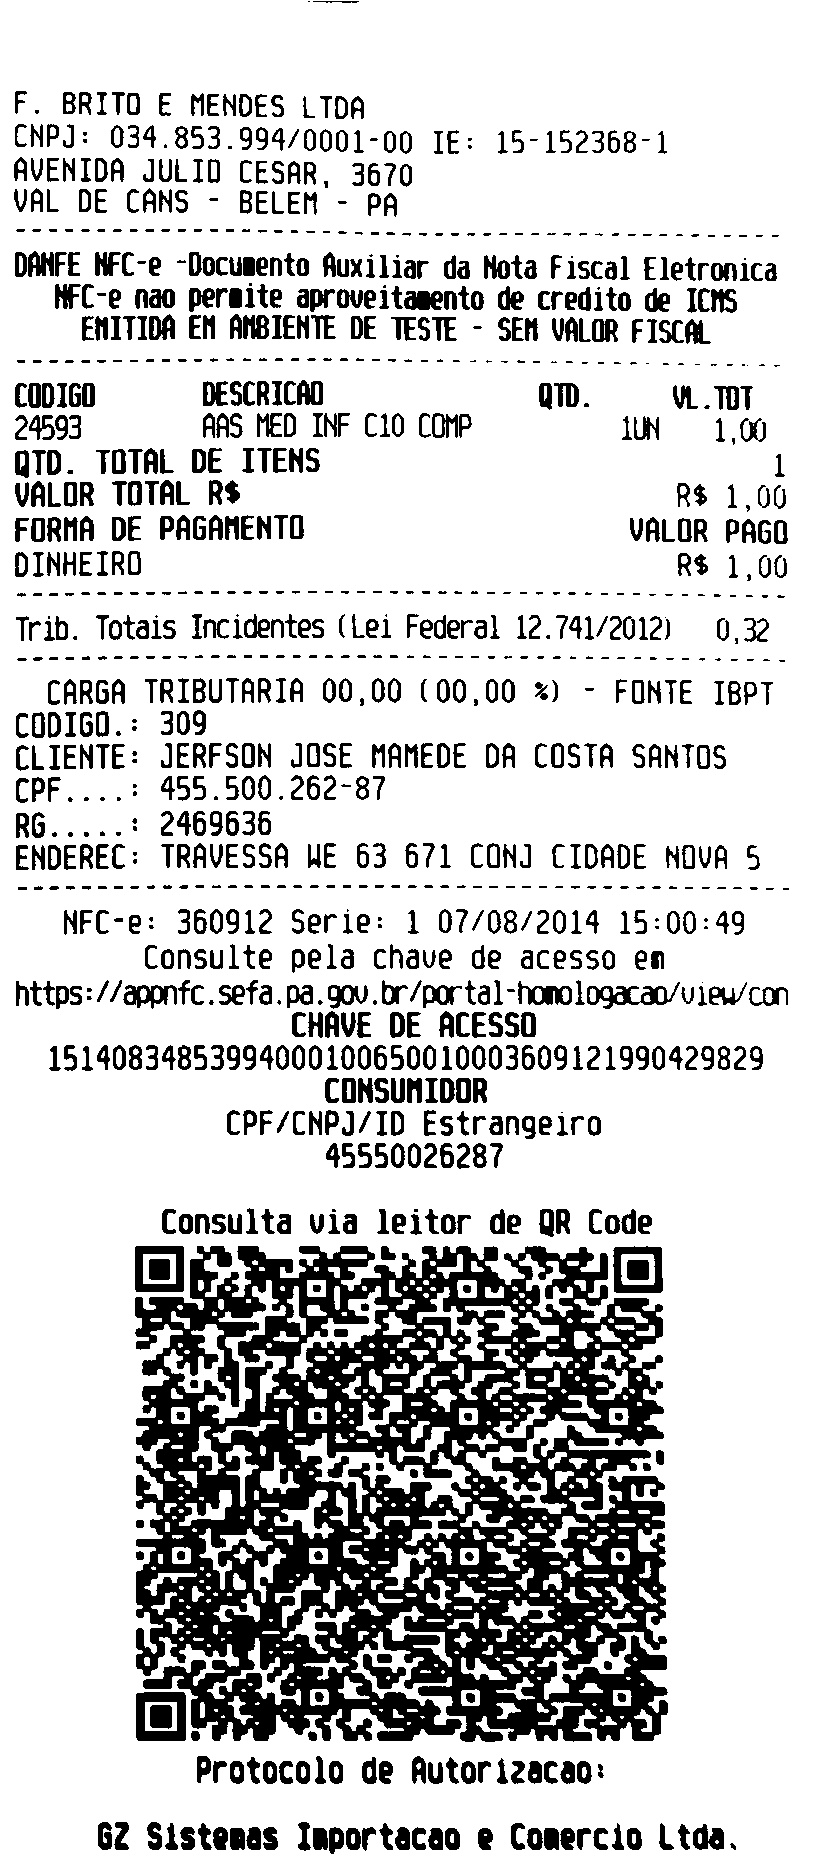 F. BRITO E MENDES LTDA
CNPJ: 034.853.994/0001-00 IE: 15-152368-1
AVENIDA JULIO CESAR, 3670
VAL DE CANS - BELEM - PA
DANFE NFC-e -Documento Auxiliar da Nota Fiscal Eletronica
NFC-e nao permite aproveitamento de credito de ICMS
EMITIDA EM AMBIENTE DE TESTE - SEM VALOR FISCAL
CODIGO DESCRICAO QTD. VL.TOT
24593 AAS MED INF C10 COMP 1UN 1,00
QTD. TOTAL DE ITENS 1
VALOR TOTAL R$ R$ 1,00
FORMA DE PAGAMENTO VALOR PAGO
DINHEIRO R$ 1,00
Trib. Totais Incidentes (Lei Federal 12.741/2012) 0,32
CARGA TRIBUTARIA 00,00 (00,00 %) - FONTE IBPT
CODIGO.: 309
CLIENTE: JERFSON JOSE MAMEDE DA COSTA SANTOS
CPF....: 455.500.262-87
RG.....: 2469636
ENDEREC: TRAVESSA WE 63 671 CONJ CIDADE NOVA 5
NFC-e: 360912 Serie: 1 07/08/2014 15:00:49
Consulte pela chave de acesso em
https://appnfc.sefa.pa.gov.br/portal-homologacao/view/con
CHAVE DE ACESSO
15140834853994000100650010003609121990429829
CONSUMIDOR
CPF/CNPJ/ID Estrangeiro
45550026287
Consulta via leitor de QR Code
Protocolo de Autorizacao:
GZ Sistemas Importacao e Comercio Ltda.